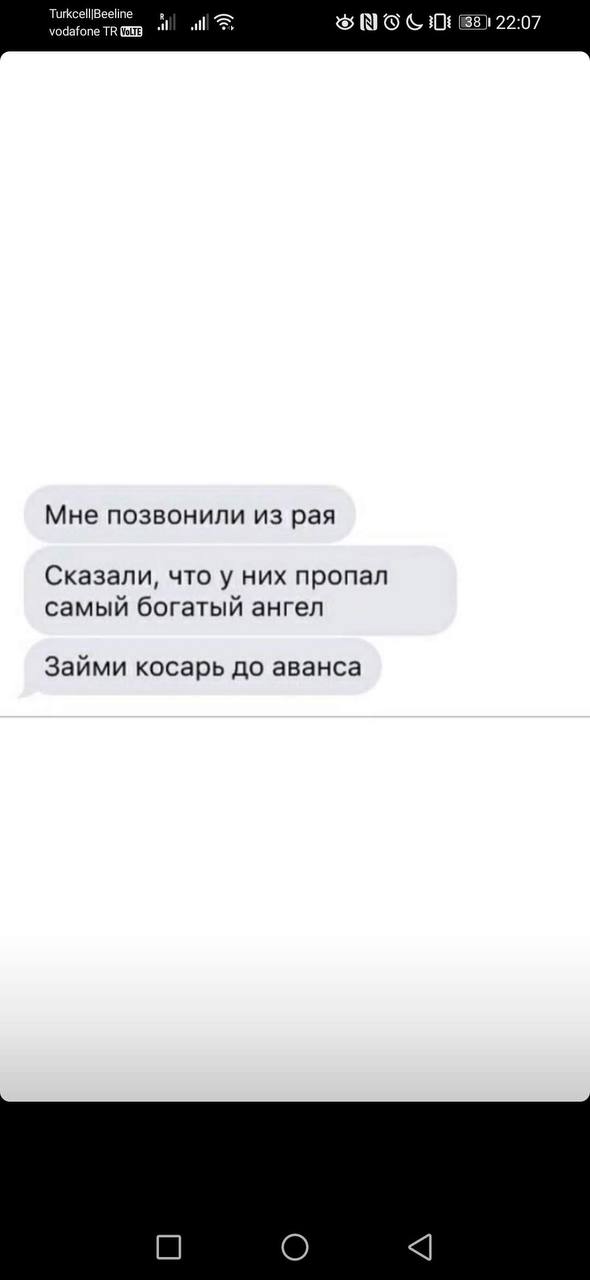 Turkcell|Beeline
vodafone TR VoLTE
R
38
22:07
Мне позвонили из рая
Сказали, что у них пропал
самый богатый ангел
Займи косарь до аванса